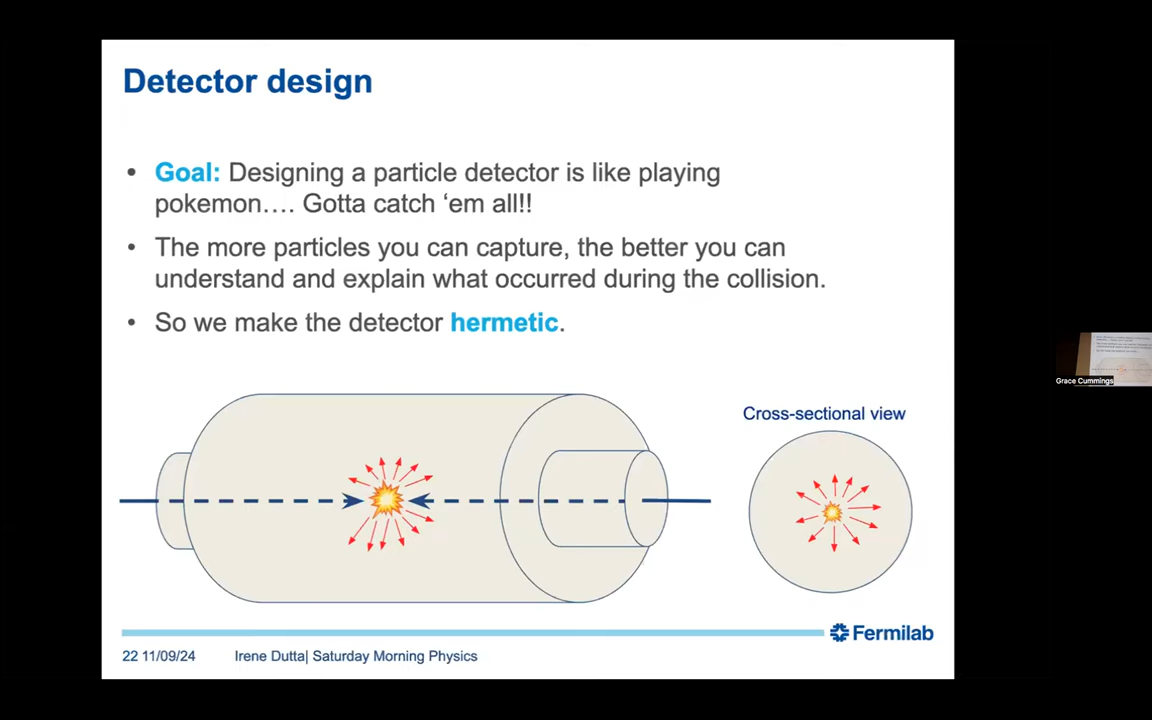 Detector design
• Goal: Designing a particle detector is like playing
pokemon…. Gotta catch ‘em all!!
• The more particles you can capture, the better you can
understand and explain what occurred during the collision.
• So we make the detector hermetic.
Cross-sectional view
Fermilab
22 11/09/24 Irene Dutta| Saturday Morning Physics
Grace Cummings